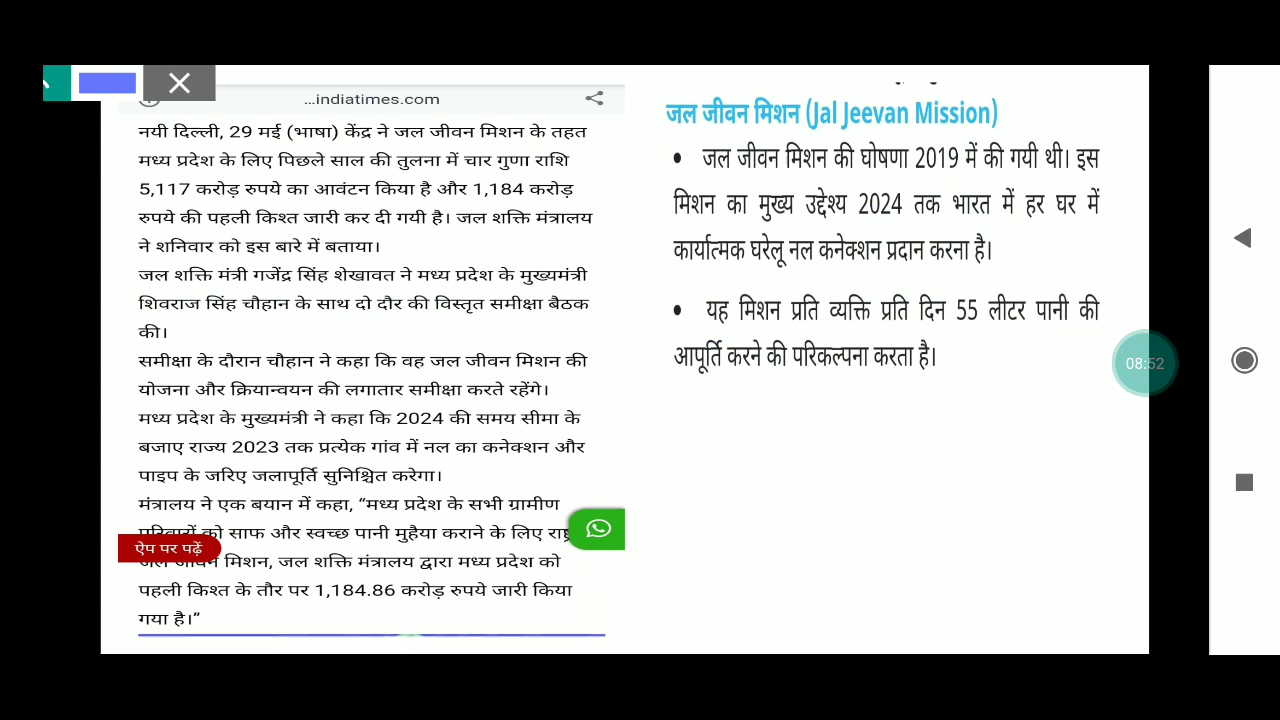 ...indiatimes.com
नयी दिल्ली, 29 मई (भाषा) केंद्र ने जल जीवन मिशन के तहत
मध्य प्रदेश के लिए पिछले साल की तुलना में चार गुणा राशि
5,117 करोड़ रुपये का आवंटन किया है और 1,184 करोड़
रुपये की पहली किश्त जारी कर दी गयी है। जल शक्ति मंत्रालय
ने शनिवार को इस बारे में बताया।
जल शक्ति मंत्री गजेंद्र सिंह शेखावत ने मध्य प्रदेश के मुख्यमंत्री
शिवराज सिंह चौहान के साथ दो दौर की विस्तृत समीक्षा बैठक
की।
समीक्षा के दौरान चौहान ने कहा कि वह जल जीवन मिशन की
योजना और क्रियान्वयन की लगातार समीक्षा करते रहेंगे।
मध्य प्रदेश के मुख्यमंत्री ने कहा कि 2024 की समय सीमा के
बजाए राज्य 2023 तक प्रत्येक गांव में नल का कनेक्शन और
पाइप के जरिए जलापूर्ति सुनिश्चित करेगा।
मंत्रालय ने एक बयान में कहा, “मध्य प्रदेश के सभी ग्रामीण
को साफ और स्वच्छ पानी मुहैया कराने के लिए
ऐप पर पढ़ें
मिशन, जल शक्ति मंत्रालय द्वारा मध्य प्रदेश को
पहली किश्त के तौर पर 1,184.86 करोड़ रुपये जारी किया
गया है।”
जल जीवन मिशन (Jal Jeevan Mission)
• जल जीवन मिशन की घोषणा 2019 में की गयी थी। इस
मिशन का मुख्य उद्देश्य 2024 तक भारत में हर घर में
कार्यात्मक घरेलू नल कनेक्शन प्रदान करना है।
• यह मिशन प्रति व्यक्ति प्रति दिन 55 लीटर पानी की
आपूर्ति करने की परिकल्पना करता है।
08:52